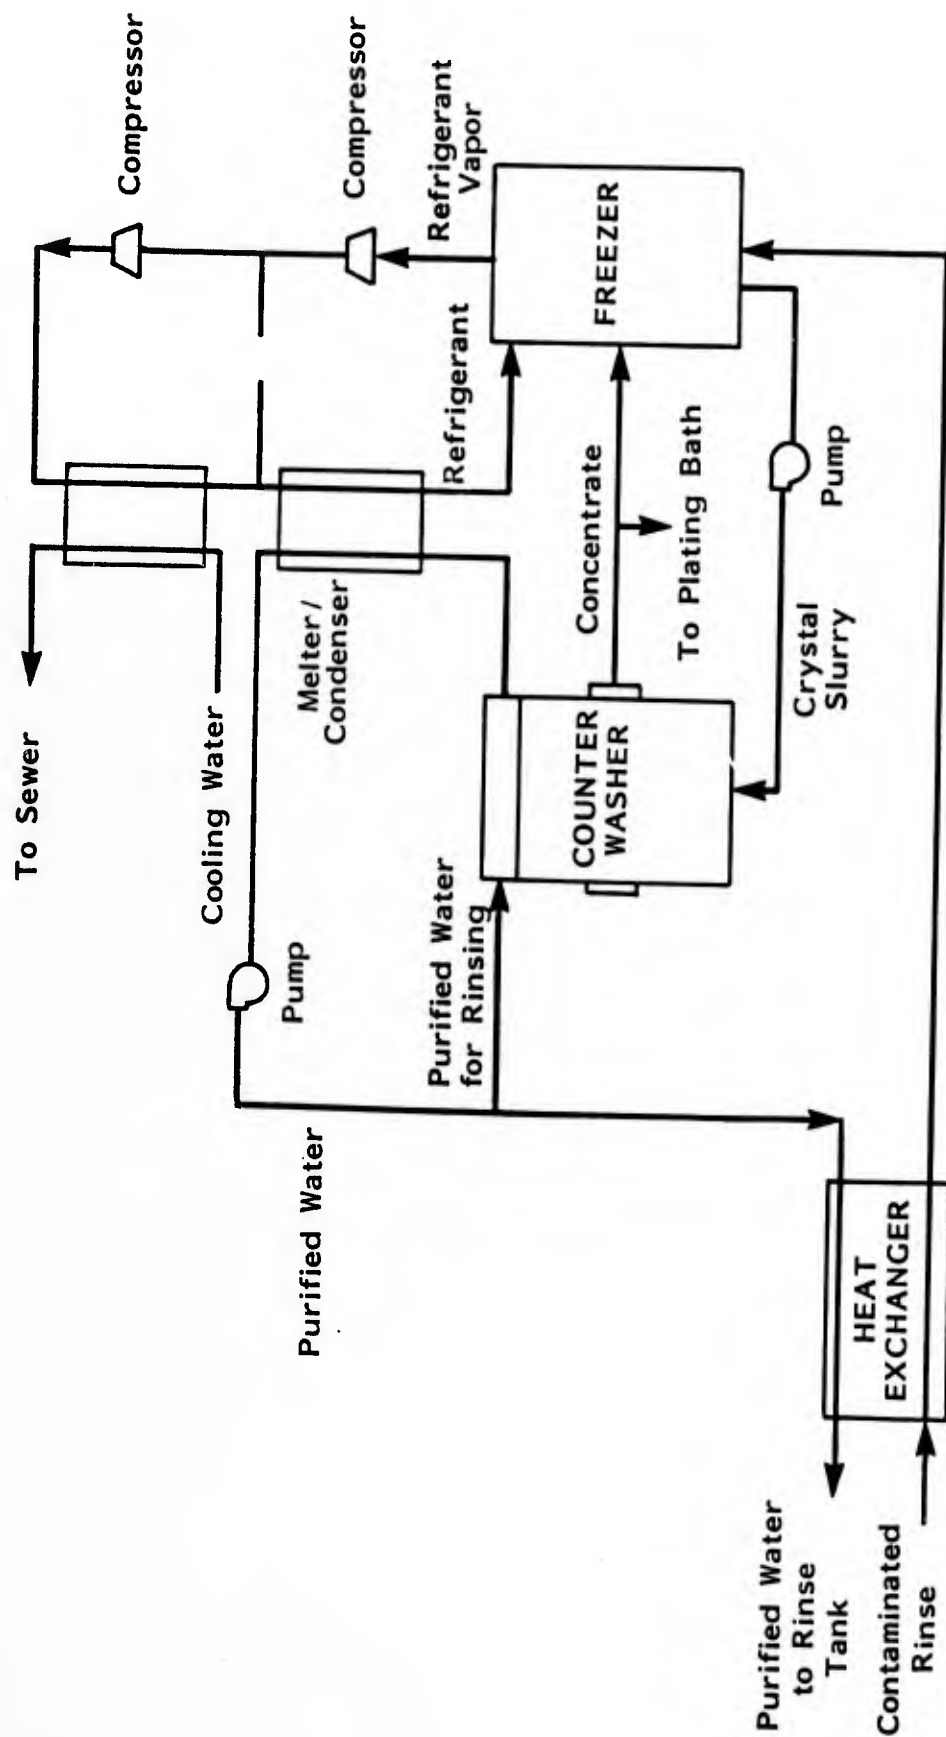 To Sewer
Cooling Water
Compressor
Compressor
Refrigerant
Vapor
Refrigerant
Melter/
Condenser
Pump
Purified Water
Purified Water
for Rinsing
COUNTER
WASHER
Concentrate
To Plating Bath
FREEZER
Pump
Crystal
Slurry
HEAT
EXCHANGER
Purified Water
to Rinse
Tank
Contaminated
Rinse